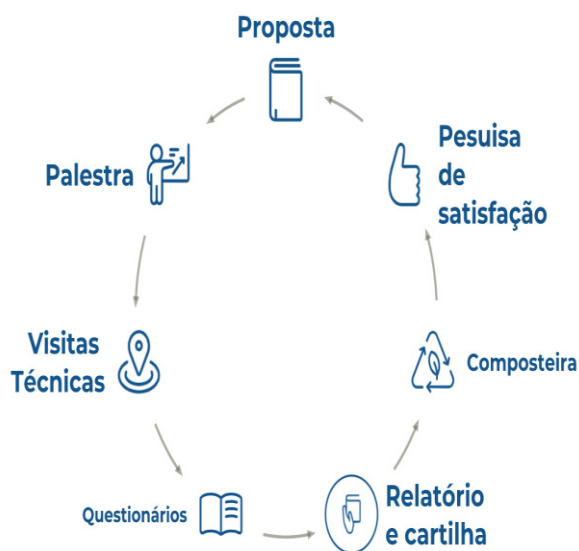 Proposta
Palestra
Visitas
Técnicas
Questionários
Relatório
e cartilha
Composteira
Pesuisa
de
satisfação